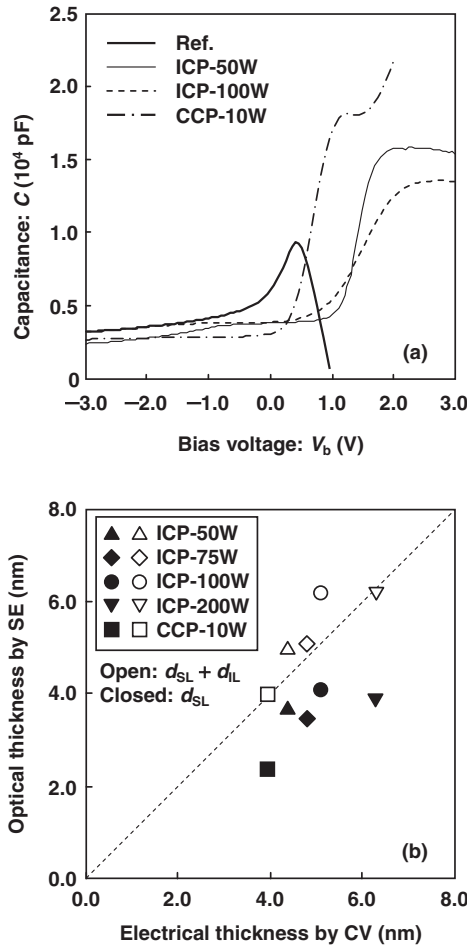 2.5
2.0
1.5
1.0
0.5
0
Capacitance: C (10⁴ pF)
Ref.
ICP-50W
ICP-100W
CCP-10W
(a)
−3.0 −2.0 −1.0 0.0 1.0 2.0 3.0
Bias voltage: V_b (V)
8.0
6.0
4.0
2.0
0.0
Optical thickness by SE (nm)
ICP-50W
ICP-75W
ICP-100W
ICP-200W
CCP-10W
Open: d_SL + d_IL
Closed: d_SL
(b)
0.0 2.0 4.0 6.0 8.0
Electrical thickness by CV (nm)